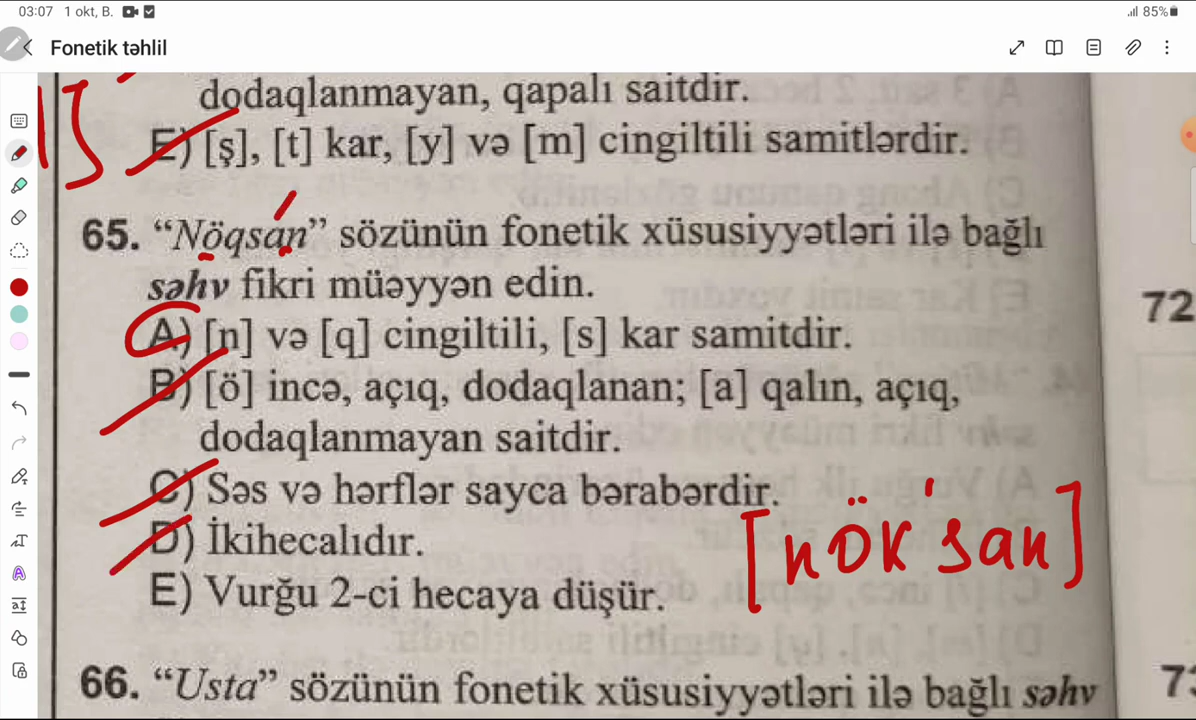 03:07 1 okt, B.
85%
Fonetik təhlil
dodaqlanmayan, qapalı saitdir.
E) [ş], [t] kar, [y] və [m] cingiltili samitlərdir.
65. “Nöqsan” sözünün fonetik xüsusiyyətləri ilə bağlı
səhv fikri müəyyən edin.
A) [n] və [q] cingiltili, [s] kar samitdir.
B) [ö] incə, açıq, dodaqlanan; [a] qalın, açıq,
dodaqlanmayan saitdir.
C) Səs və hərflər sayca bərabərdir.
D) İkihecalıdır.
[nök'san]
E) Vurğu 2-ci hecaya düşür.
66. “Usta” sözünün fonetik xüsusiyyətləri ilə bağlı səhv
72